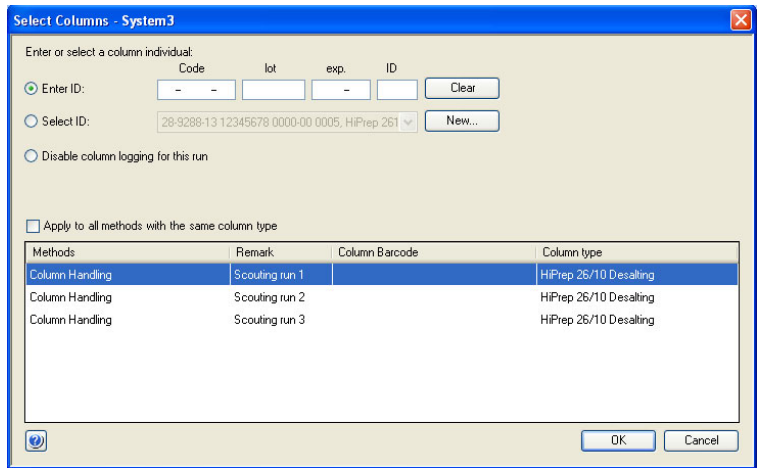 Select Columns - System3
Enter or select a column individual:
Code lot exp. ID
Enter ID: - - - Clear
Select ID: 28-9288-13 12345678 0000-00 0005, HiPrep 261 New...
Disable column logging for this run
Apply to all methods with the same column type
Methods Remark Column Barcode Column type
Column Handling Scouting run 1 HiPrep 26/10 Desalting
Column Handling Scouting run 2 HiPrep 26/10 Desalting
Column Handling Scouting run 3 HiPrep 26/10 Desalting
? OK Cancel